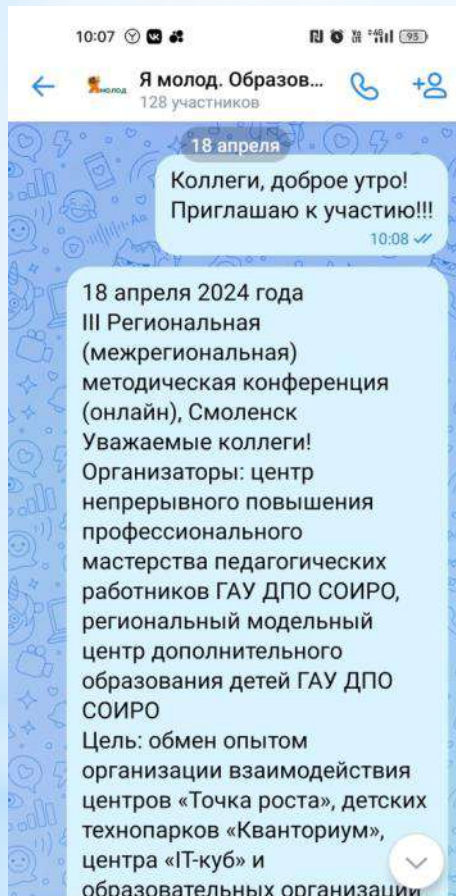 10:07
95
Я молод. Образов...
128 участников
18 апреля
Коллеги, доброе утро!
Приглашаю к участию!!!
10:08
18 апреля 2024 года
III Региональная
(межрегиональная)
методическая конференция
(онлайн), Смоленск
Уважаемые коллеги!
Организаторы: центр
непрерывного повышения
профессионального
мастерства педагогических
работников ГАУ ДПО СОИРО,
региональный модельный
центр дополнительного
образования детей ГАУ ДПО
СОИРО
Цель: обмен опытом
организации взаимодействия
центров «Точка роста», детских
технопарков «Кванториум»,
центра «IT-куб» и
образовательных организаций